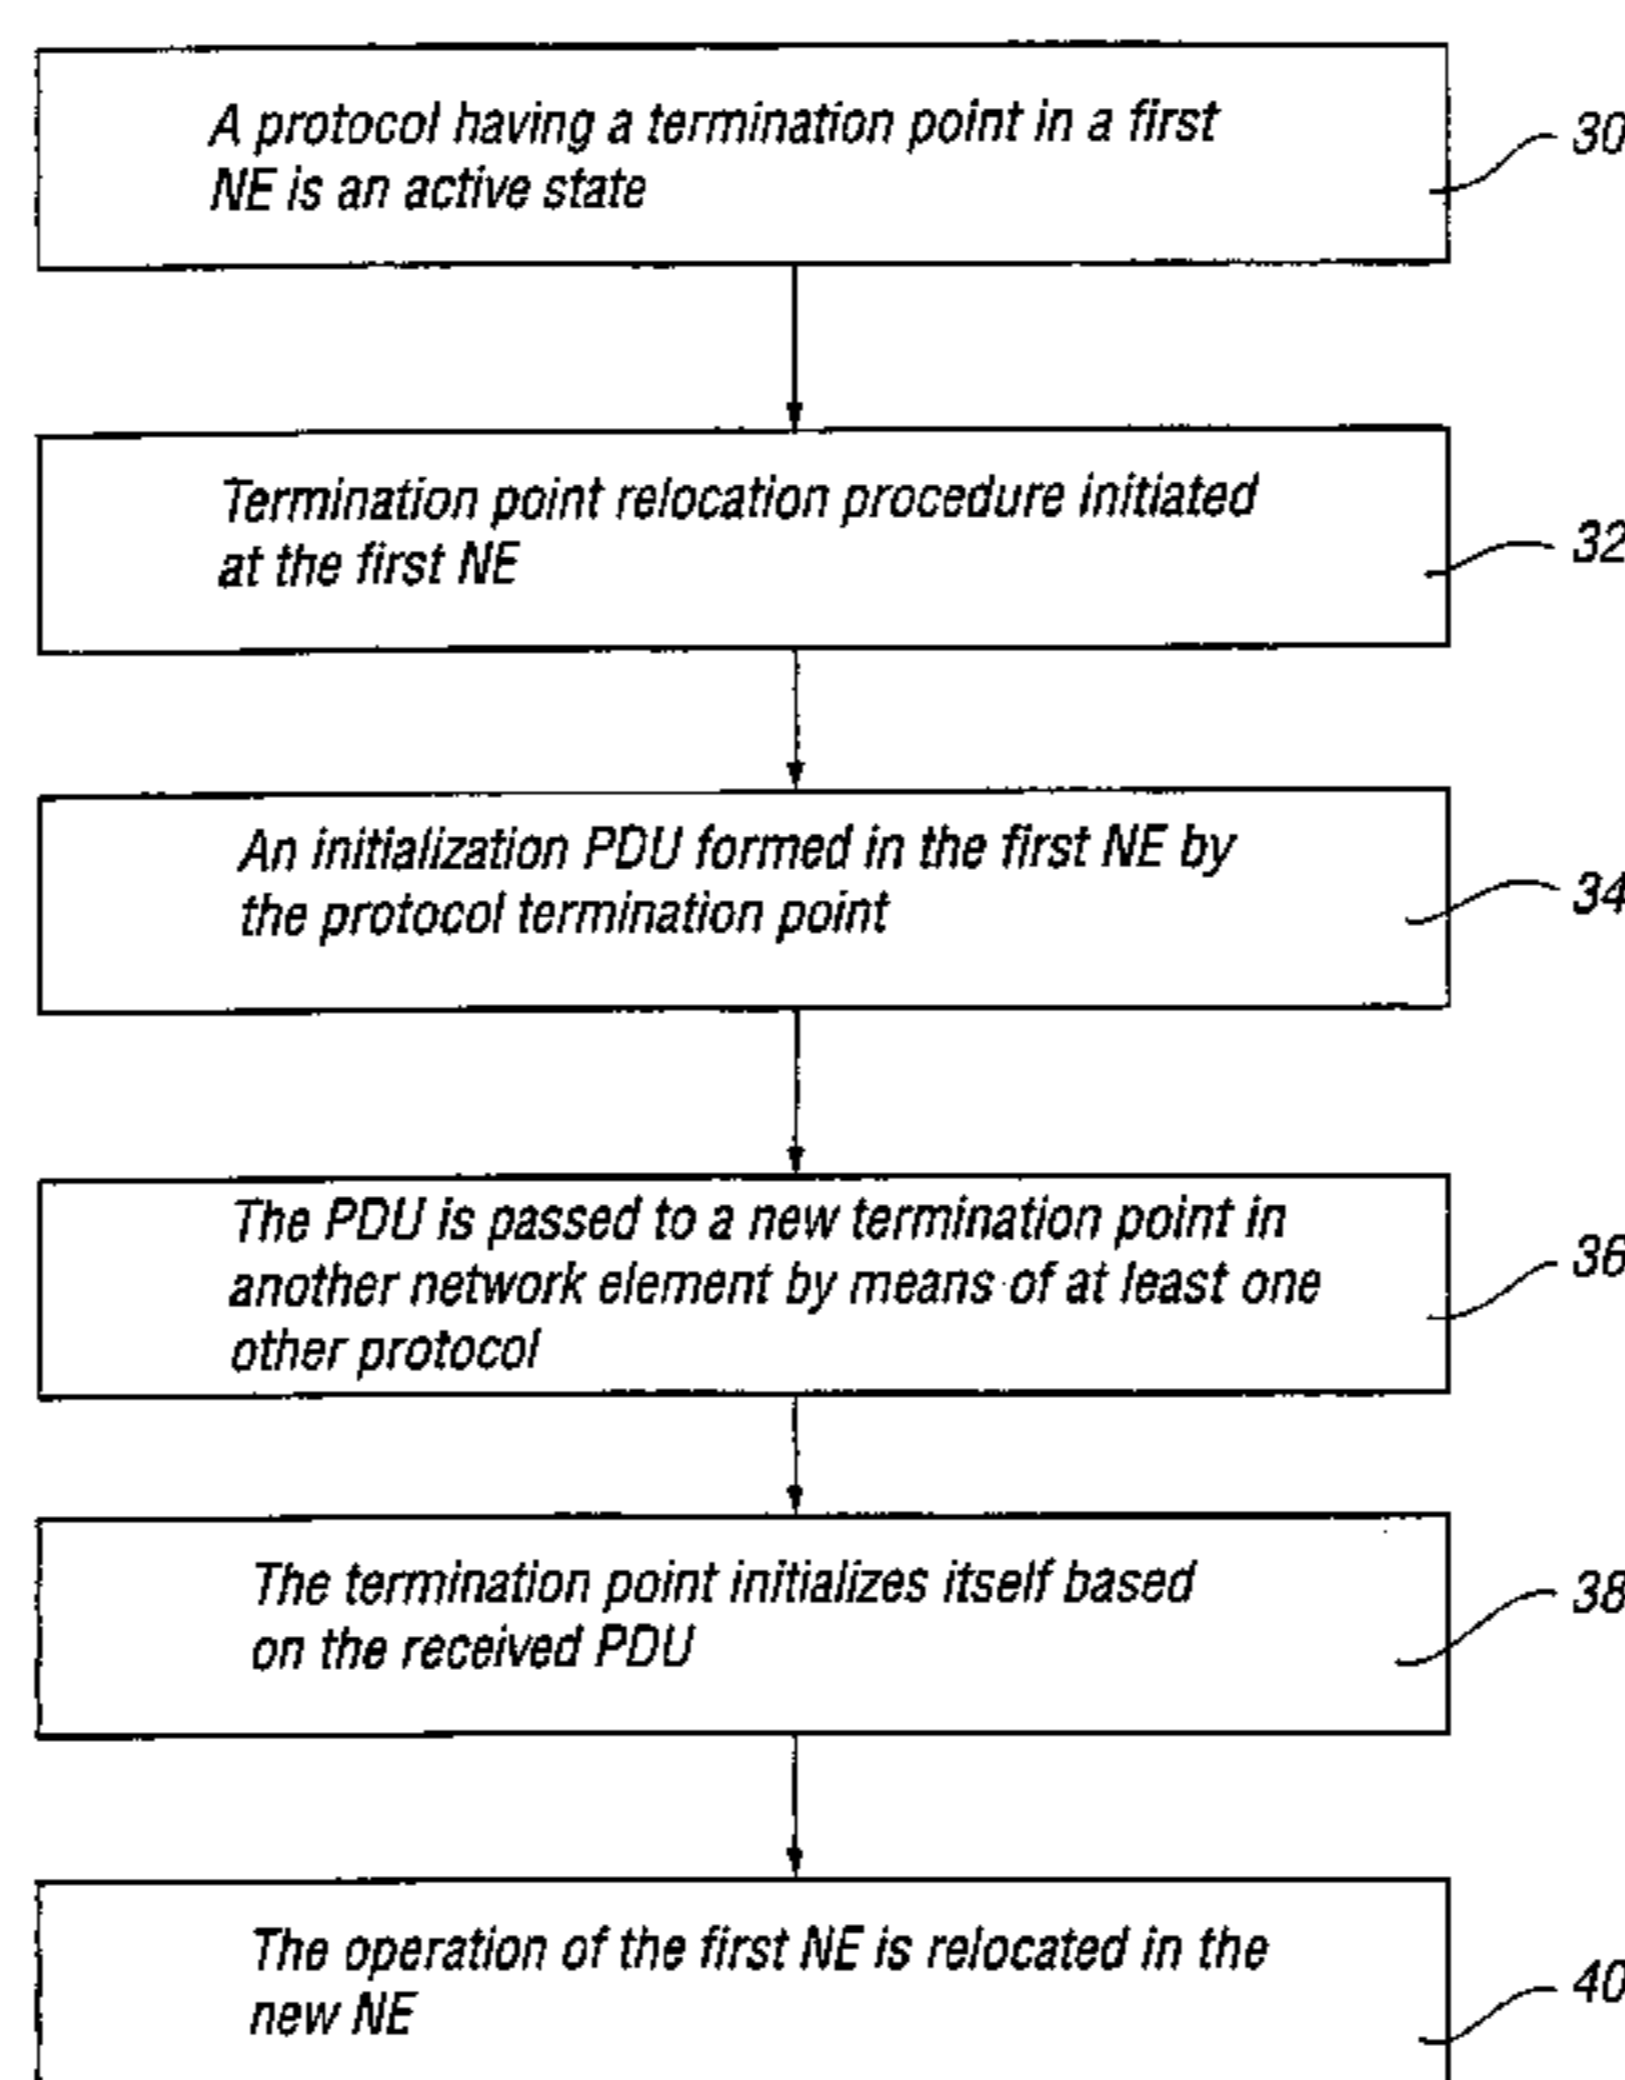 A protocol having a termination point in a first
NE is an active state
30
Termination point relocation procedure initiated
at the first NE
32
An initialization PDU formed in the first NE by
the protocol termination point
34
The PDU is passed to a new termination point in
another network element by means of at least one
other protocol
36
The termination point initializes itself based
on the received PDU
38
The operation of the first NE is relocated in the
new NE
40